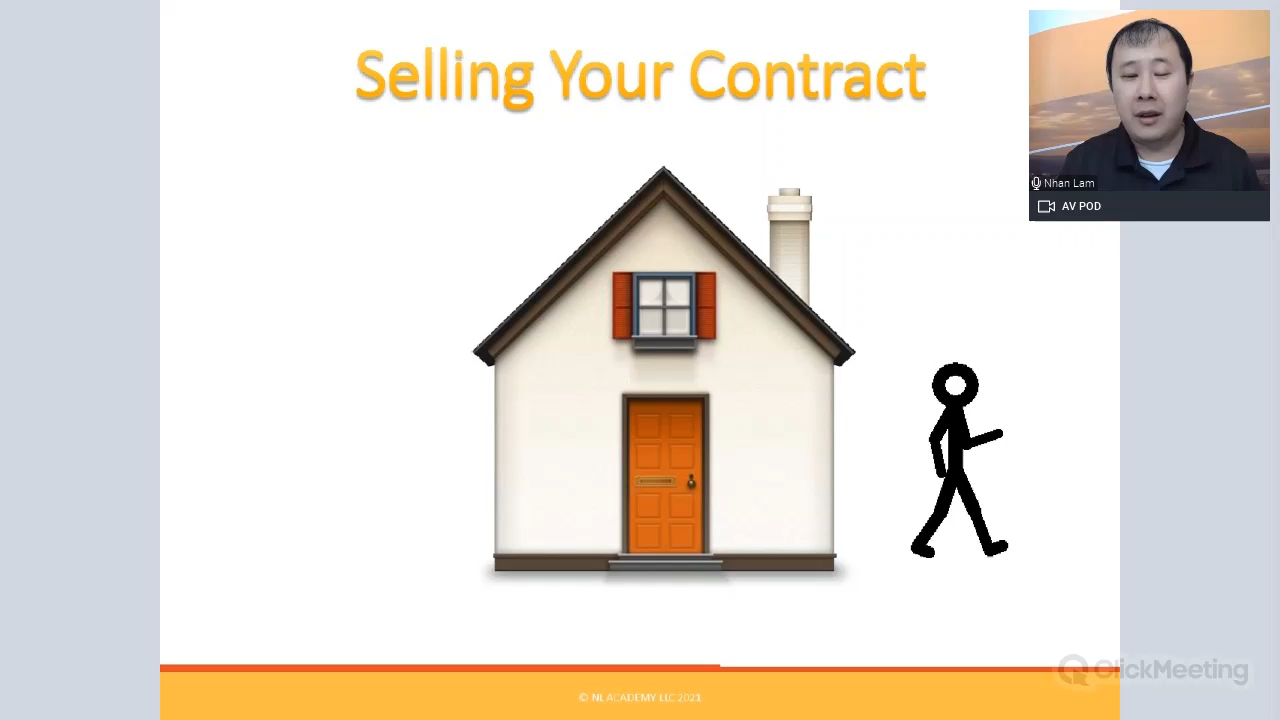 Selling Your Contract
Nhan Lam
AV POD
ClickMeeting
© NL ACADEMY LLC 2021